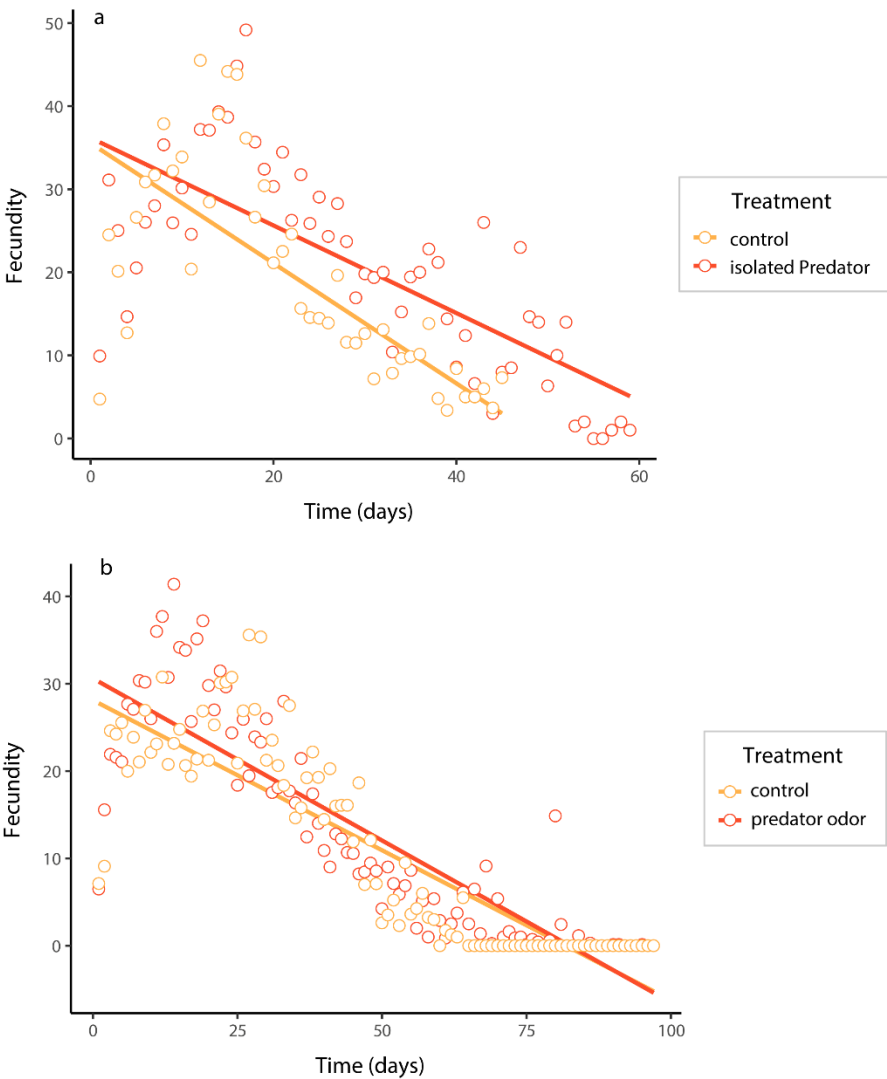 a
50
40
30
20
10
0
Fecundity
0
20
40
60
Time (days)
Treatment
control
isolated Predator
b
40
30
20
10
0
Fecundity
0
25
50
75
100
Time (days)
Treatment
control
predator odor